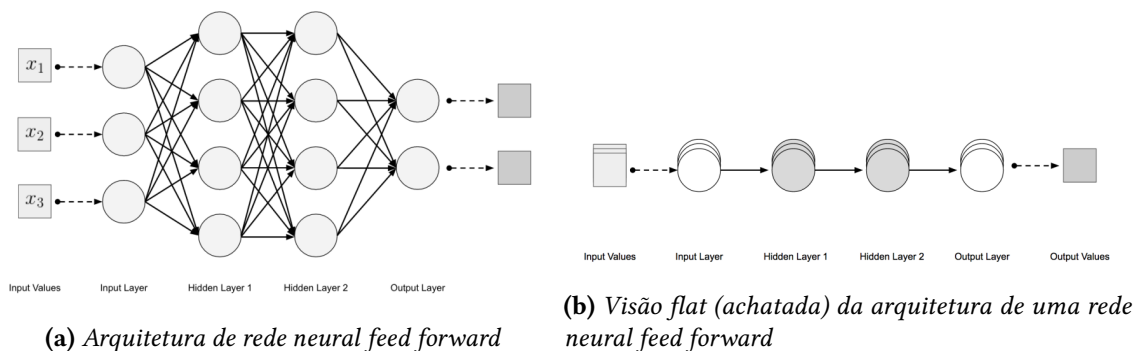 x1
x2
x3
Input Values Input Layer Hidden Layer 1 Hidden Layer 2 Output Layer
(a) Arquitetura de rede neural feed forward
Input Values Input Layer Hidden Layer 1 Hidden Layer 2 Output Layer Output Values
(b) Visão flat (achatada) da arquitetura de uma rede
neural feed forward